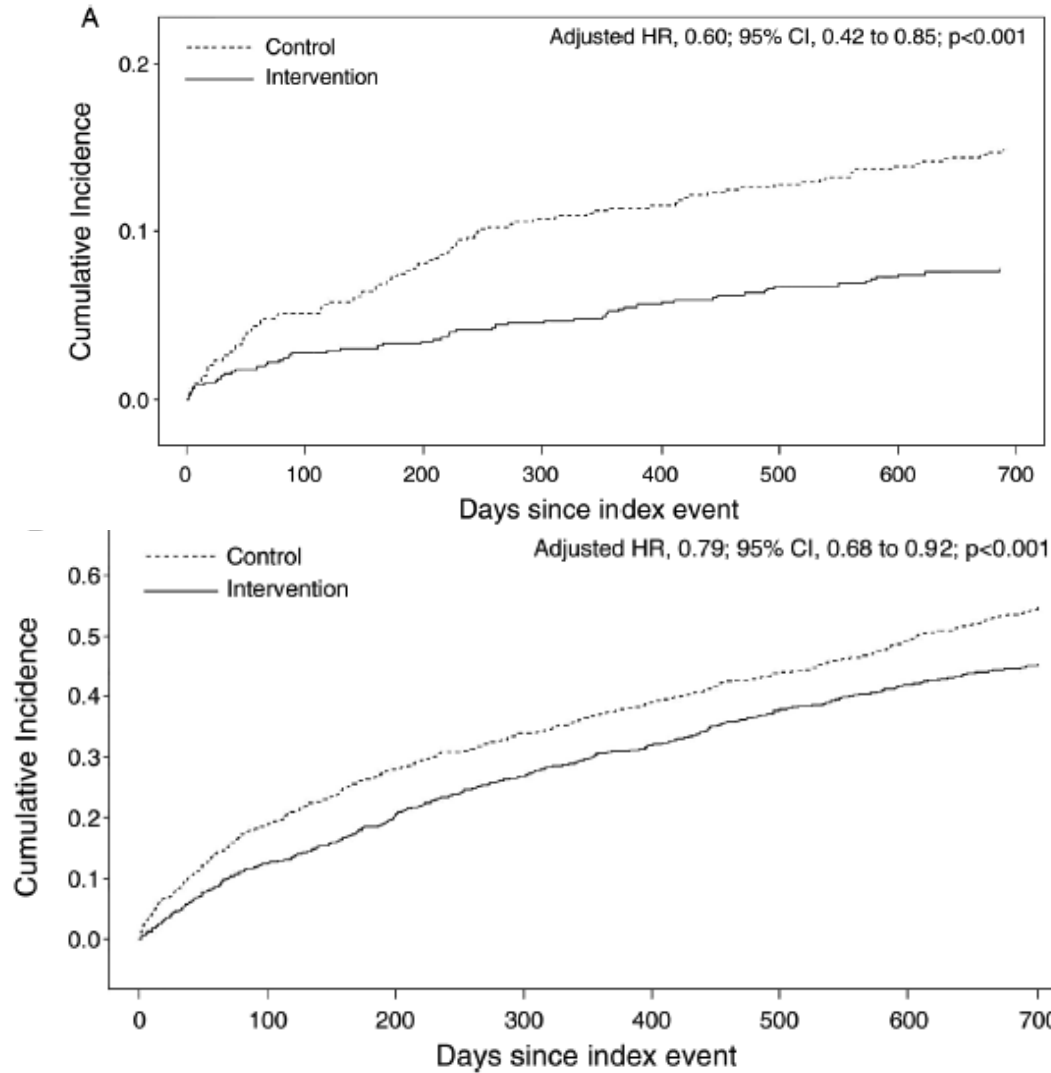 A
Control
Intervention
Adjusted HR, 0.60; 95% CI, 0.42 to 0.85; p<0.001
Cumulative Incidence
0.2
0.1
0.0
0 100 200 300 400 500 600 700
Days since index event
Control
Intervention
Adjusted HR, 0.79; 95% CI, 0.68 to 0.92; p<0.001
Cumulative Incidence
0.6
0.5
0.4
0.3
0.2
0.1
0.0
0 100 200 300 400 500 600 700
Days since index event